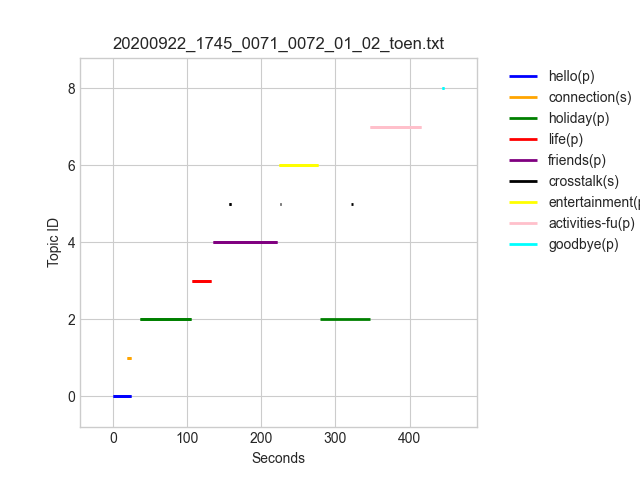 20200922_1745_0071_0072_01_02_toen.txt
Topic ID
8
6
4
2
0
0 100 200 300 400
Seconds
hello(p)
connection(s)
holiday(p)
life(p)
friends(p)
crosstalk(s)
entertainment(p
activities-fu(p)
goodbye(p)